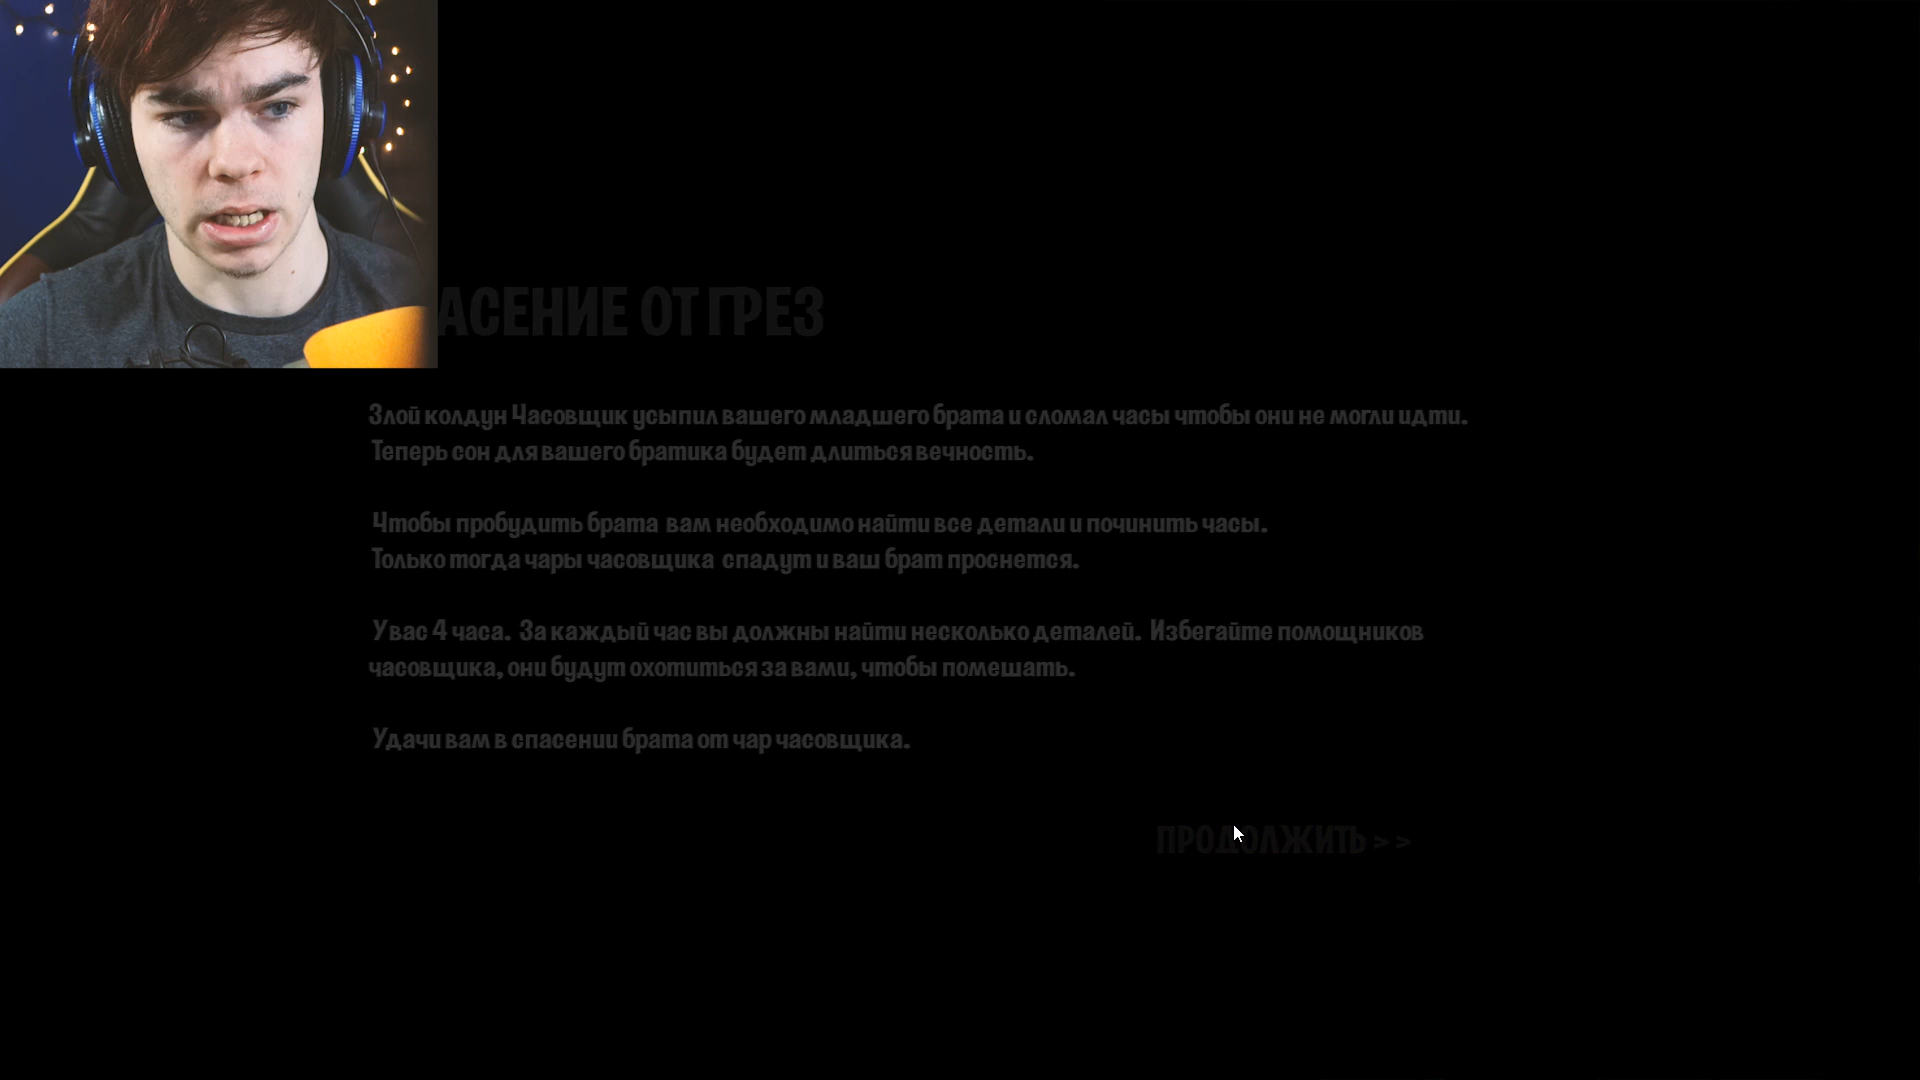 АСЕНИЕ ОТ ГРЕЗ
Злой колдун Часовщик усыпил вашего младшего брата и сломал часы чтобы они не могли идти.
Теперь сон для вашего братика будет длиться вечность.
Чтобы пробудить брата вам необходимо найти все детали и починить часы.
Только тогда чары часовщика спадут и ваш брат проснется.
У вас 4 часа. За каждый час вы должны найти несколько деталей. Избегайте помощников
часовщика, они будут охотиться за вами, чтобы помешать.
Удачи вам в спасении брата от чар часовщика.
ПРОДОЛЖИТЬ > >